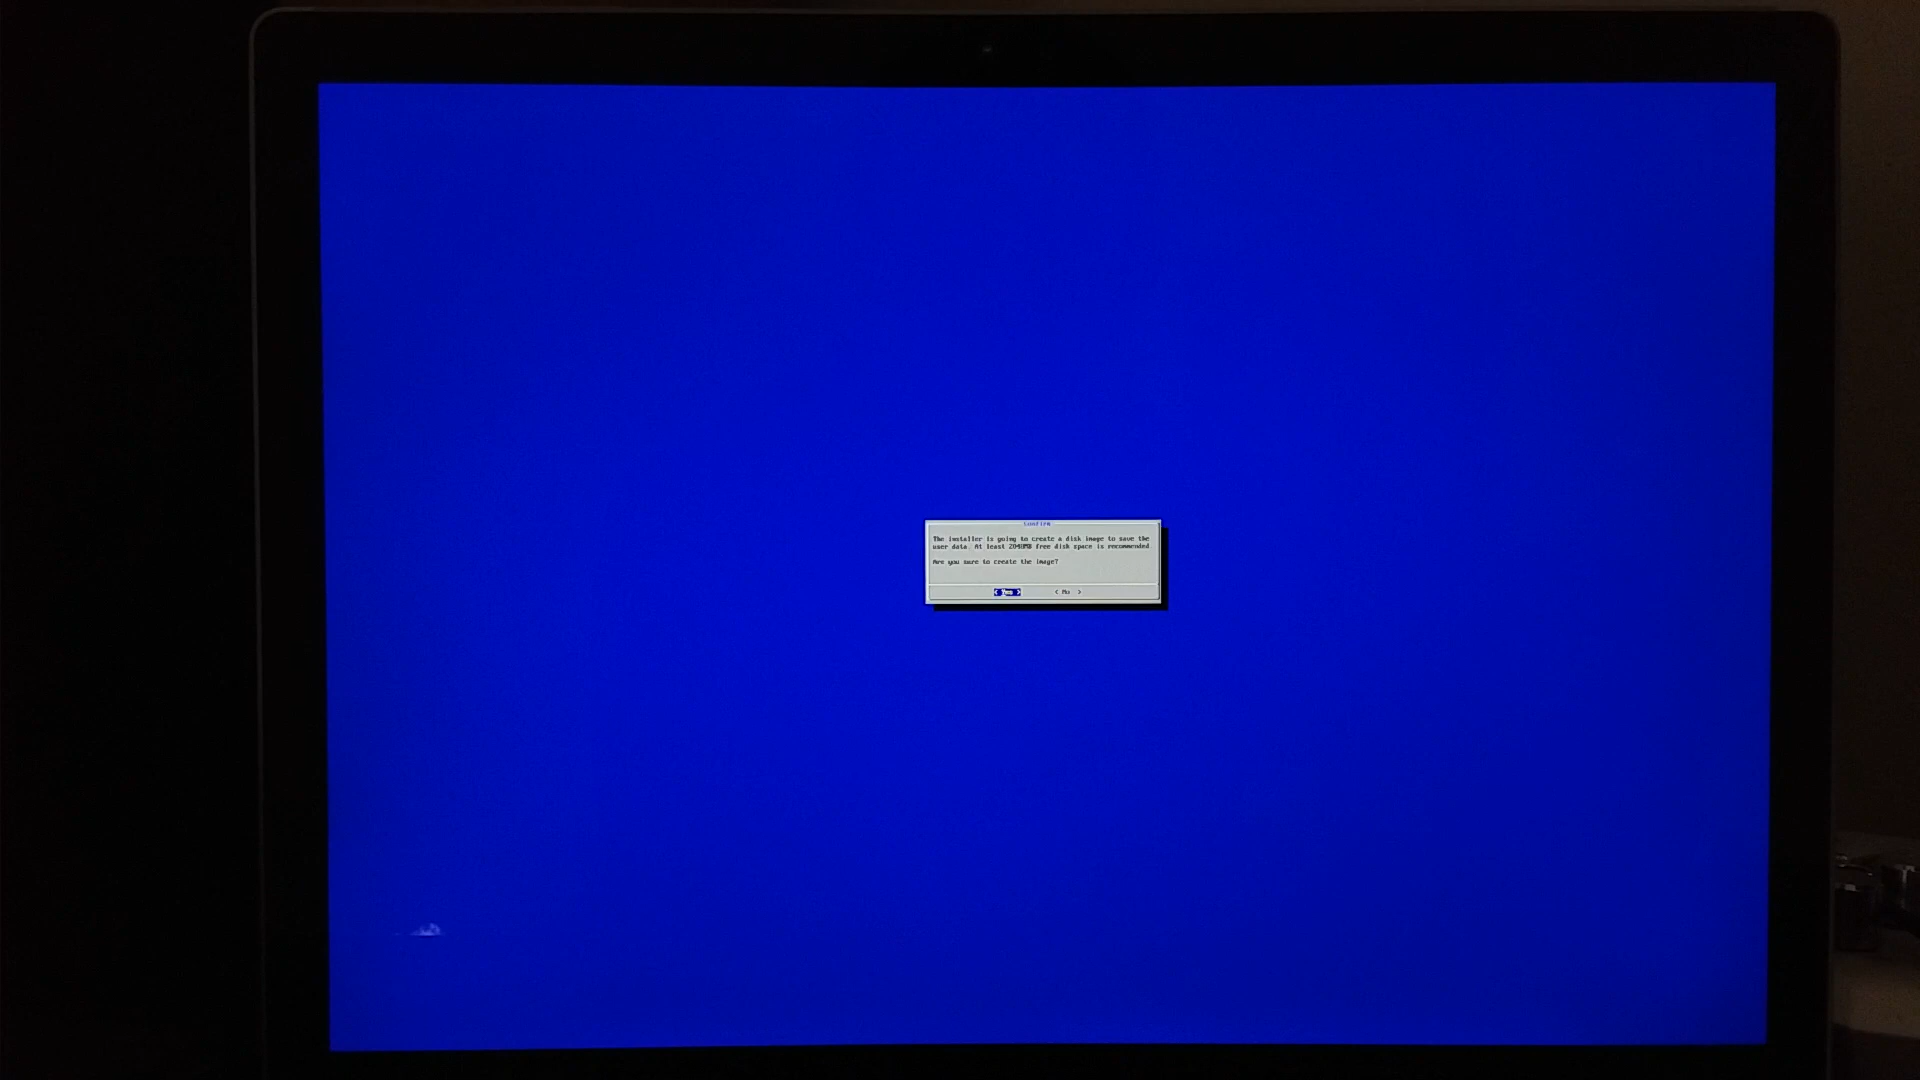 Confirm
The installer is going to create a disk image to save the
user data. At least 2048MB free disk space is recommended.
Are you sure to create the image?
< Yes > < No >